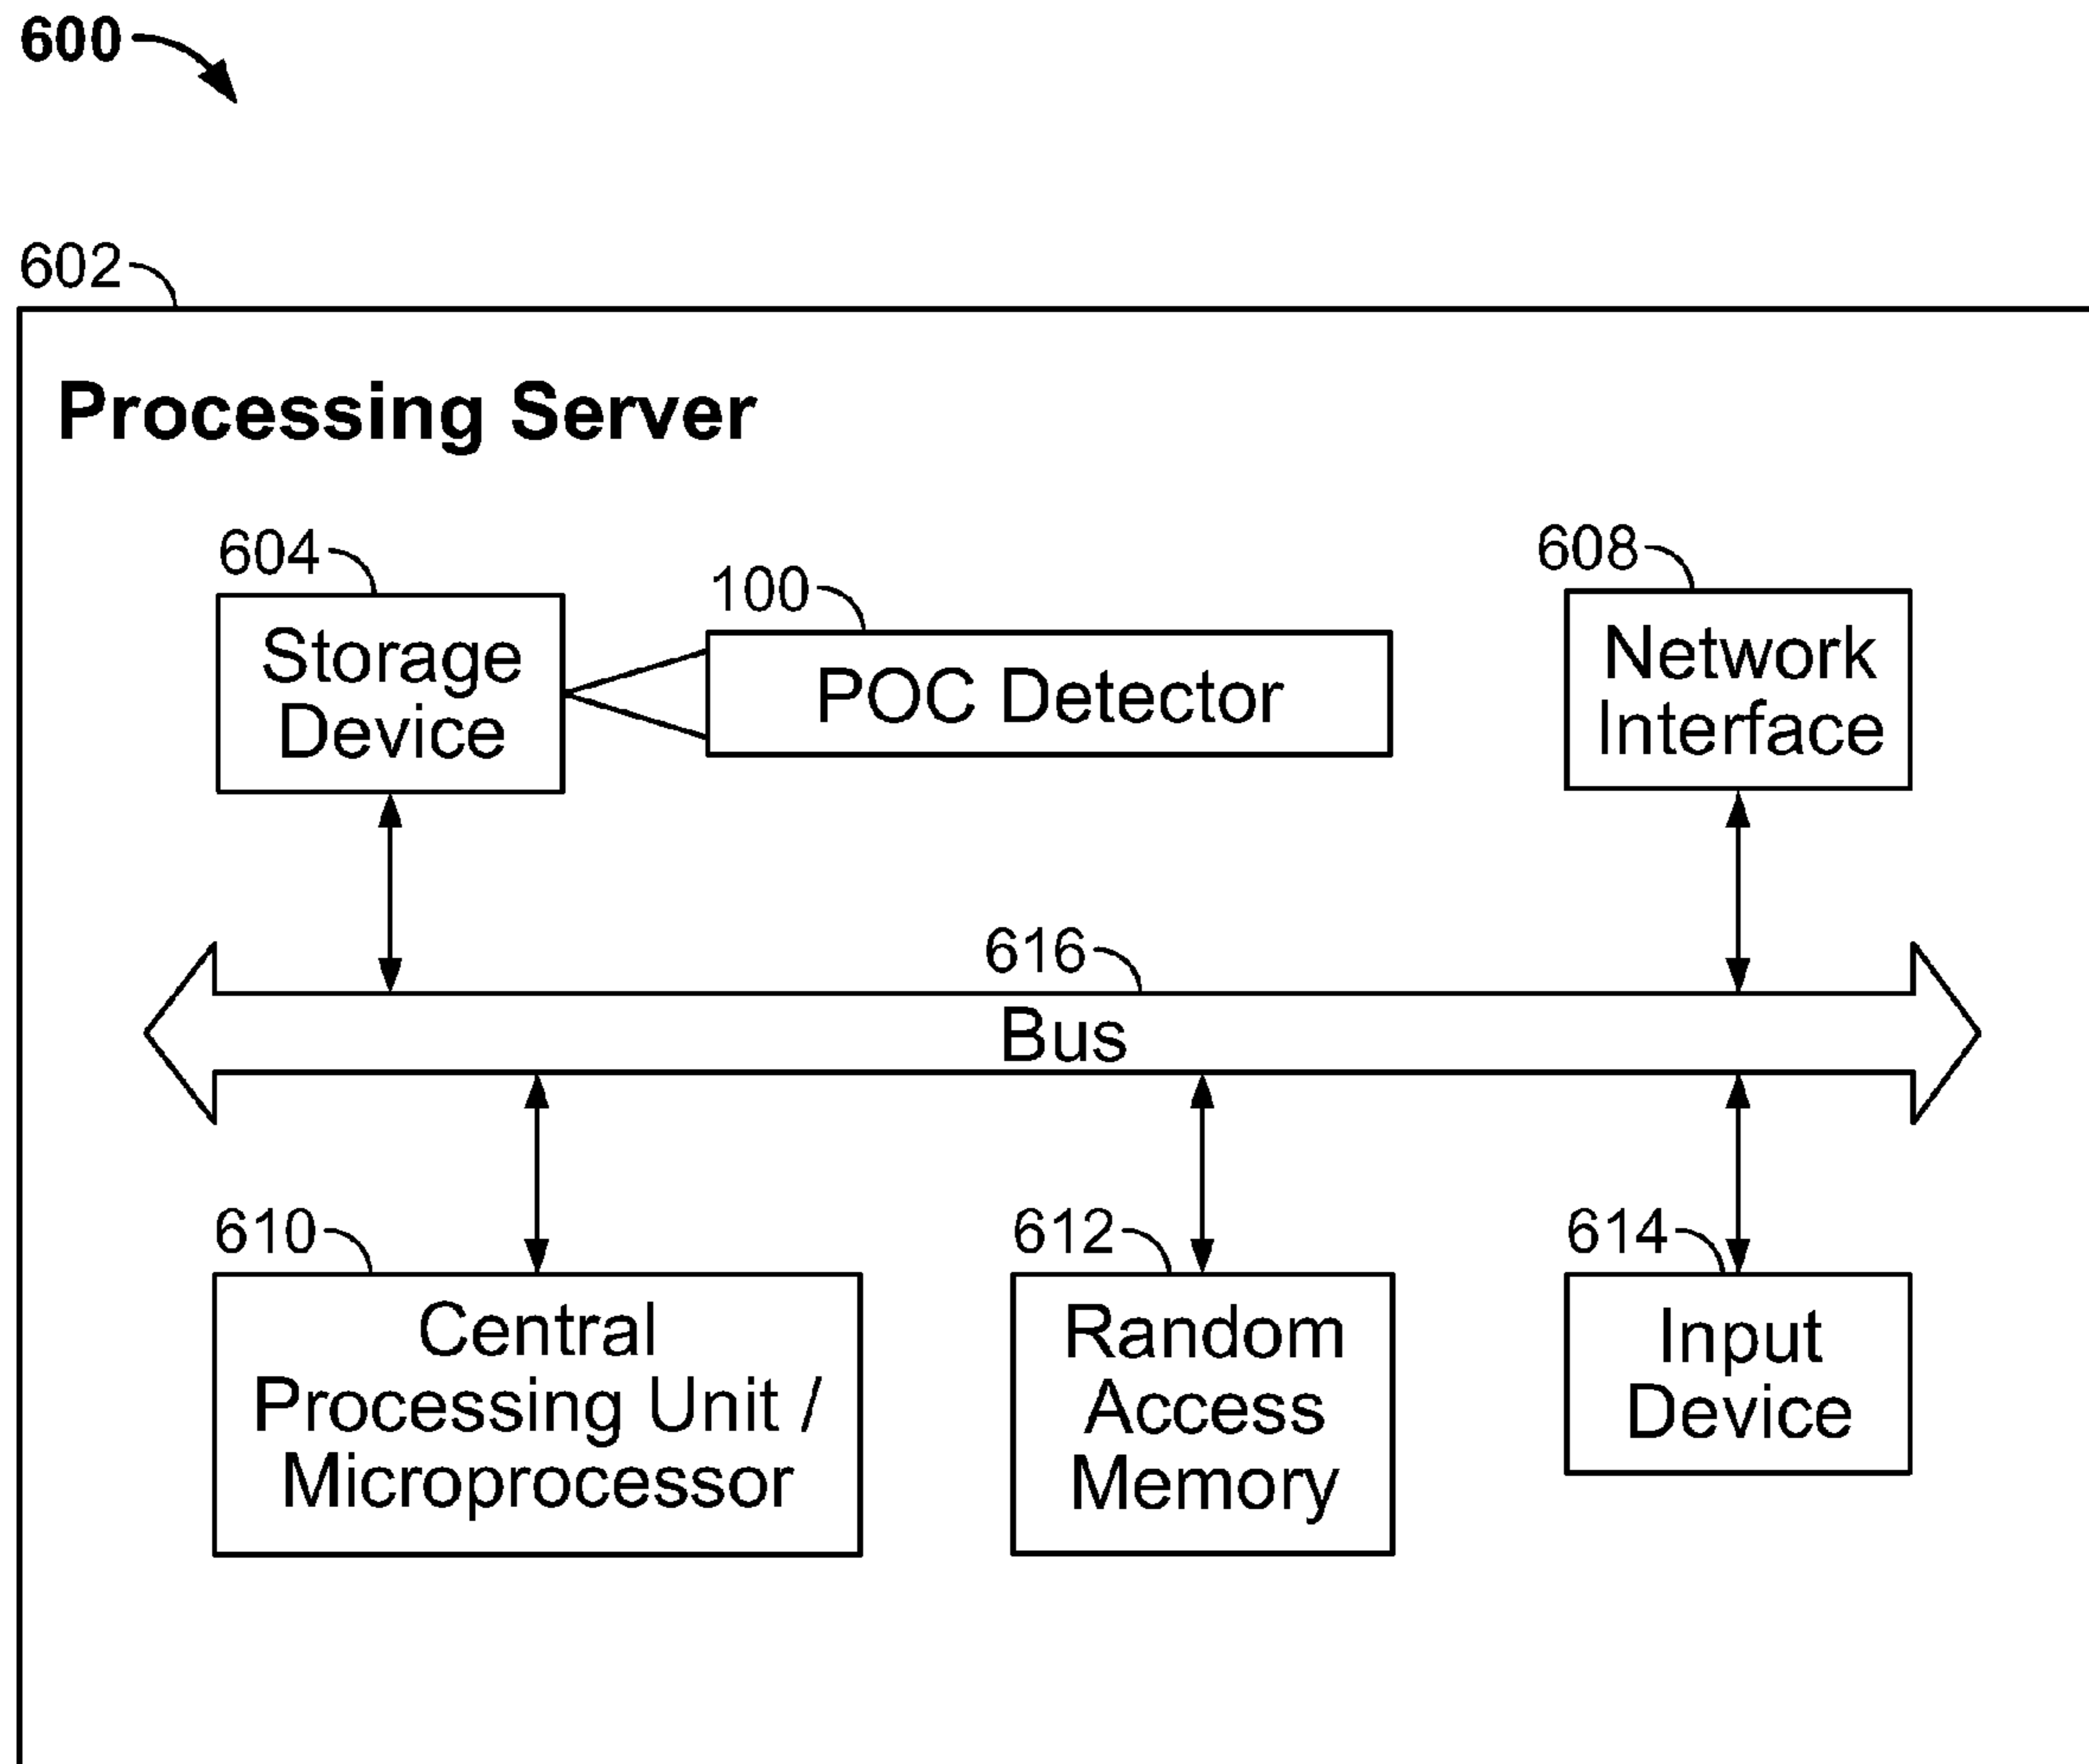 600
602
Processing Server
604
100
608
Storage
Device
POC Detector
Network
Interface
616
Bus
610
612
614
Central
Processing Unit /
Microprocessor
Random
Access
Memory
Input
Device